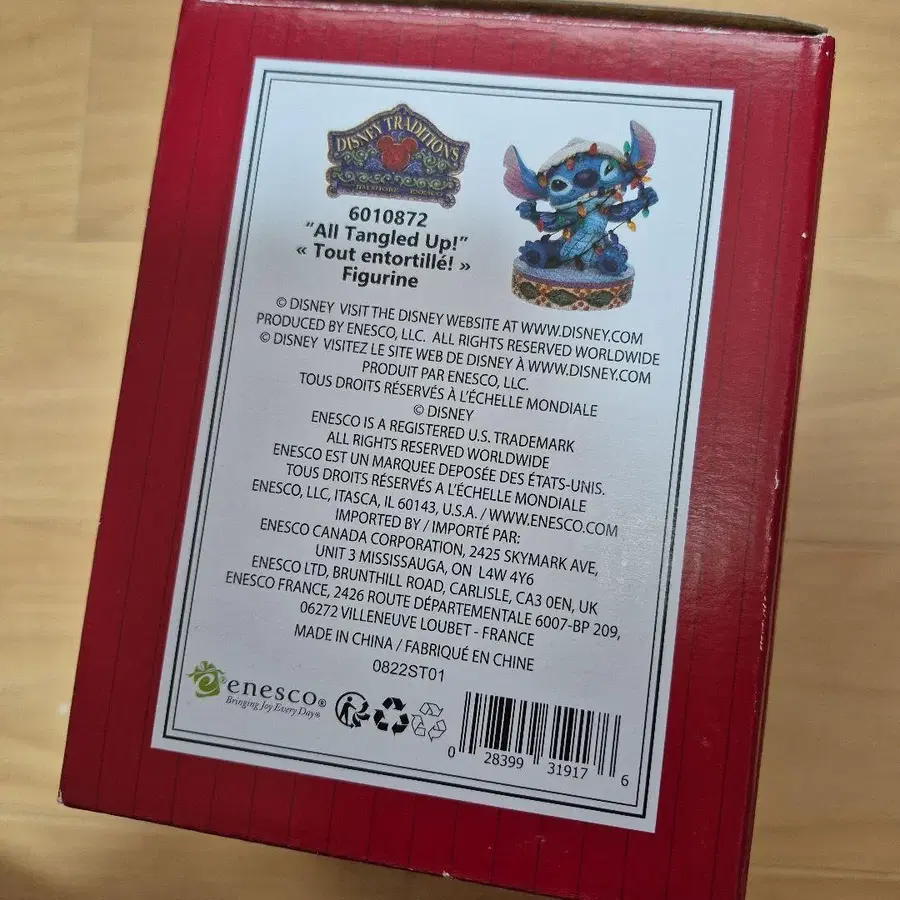 DISNEY TRADITIONS
6010872
"All Tangled Up!"
« Tout entortillé! »
Figurine
© DISNEY VISIT THE DISNEY WEBSITE AT WWW.DISNEY.COM
PRODUCED BY ENESCO, LLC. ALL RIGHTS RESERVED WORLDWIDE
© DISNEY VISITEZ LE SITE WEB DE DISNEY À WWW.DISNEY.COM
PRODUIT PAR ENESCO, LLC.
TOUS DROITS RÉSERVÉS À L'ÉCHELLE MONDIALE
© DISNEY
ENESCO IS A REGISTERED U.S. TRADEMARK
ALL RIGHTS RESERVED WORLDWIDE
ENESCO EST UN MARQUEE DEPOSÉE DES ÉTATS-UNIS.
TOUS DROITS RÉSERVÉS A L'ÉCHELLE MONDIALE
ENESCO, LLC, ITASCA, IL 60143, U.S.A. / WWW.ENESCO.COM
IMPORTED BY / IMPORTÉ PAR:
ENESCO CANADA CORPORATION, 2425 SKYMARK AVE,
UNIT 3 MISSISSAUGA, ON L4W 4Y6
ENESCO LTD, BRUNTHILL ROAD, CARLISLE, CA3 0EN, UK
ENESCO FRANCE, 2426 ROUTE DÉPARTEMENTALE 6007-BP 209,
06272 VILLENEUVE LOUBET - FRANCE
MADE IN CHINA / FABRIQUÉ EN CHINE
0822ST01
enesco®
Bringing Joy Every Day®
0 28399 31917 6